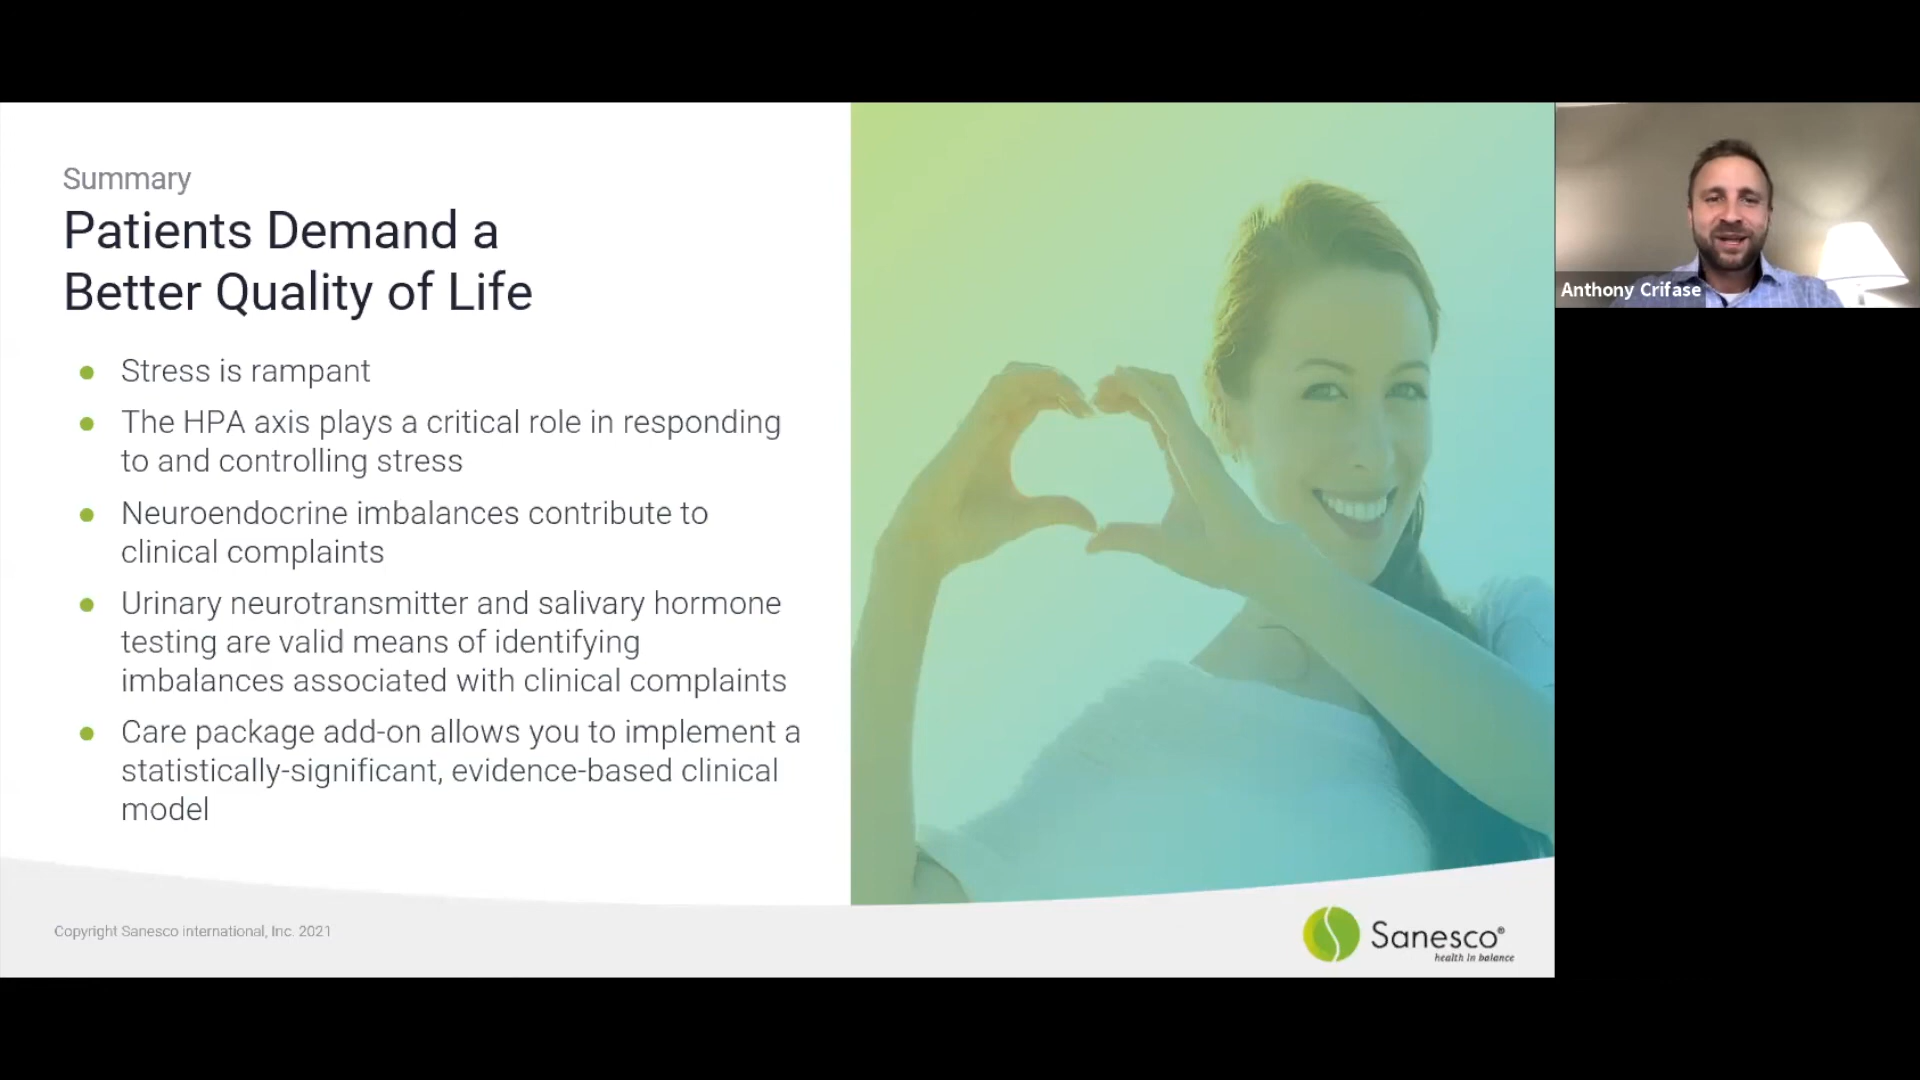 Summary
Patients Demand a
Better Quality of Life
● Stress is rampant
● The HPA axis plays a critical role in responding
to and controlling stress
● Neuroendocrine imbalances contribute to
clinical complaints
● Urinary neurotransmitter and salivary hormone
testing are valid means of identifying
imbalances associated with clinical complaints
● Care package add-on allows you to implement a
statistically-significant, evidence-based clinical
model
Copyright Sanesco international, Inc. 2021
Sanesco®
health in balance
Anthony Crifase